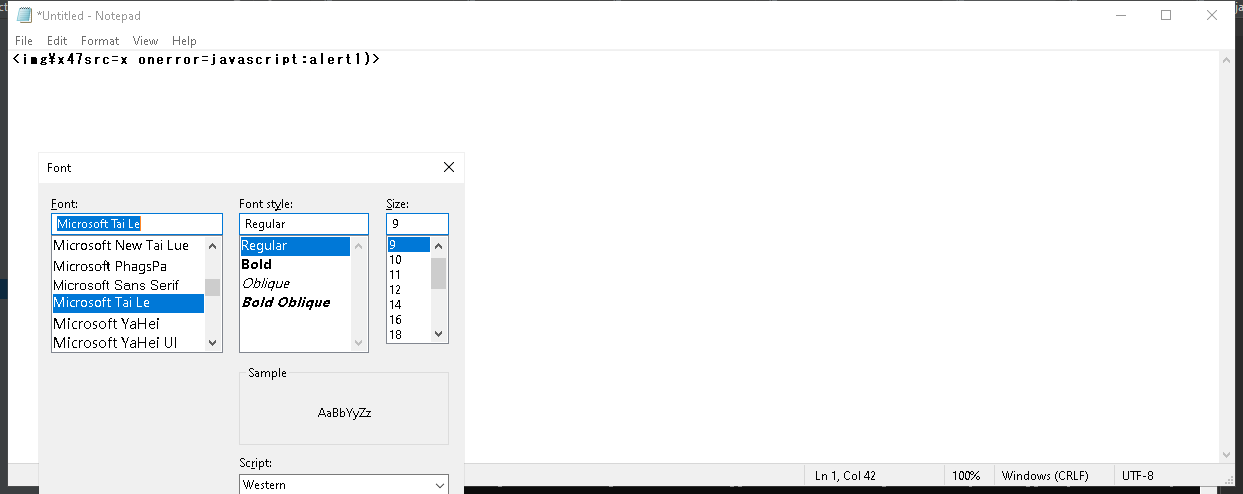 *Untitled - Notepad
File Edit Format View Help
<img¥x47src=x onerror=javascript:alert1)>
Font
Font: Font style: Size:
Microsoft Tai Le Regular 9
Microsoft New Tai Lue Regular 9
Microsoft PhagsPa Bold 10
Microsoft Sans Serif Oblique 11
Microsoft Tai Le Bold Oblique 12
Microsoft YaHei 14
Microsoft YaHei UI 16
18
Sample
AaBbYyZz
Script:
Western
Ln 1, Col 42 100% Windows (CRLF) UTF-8